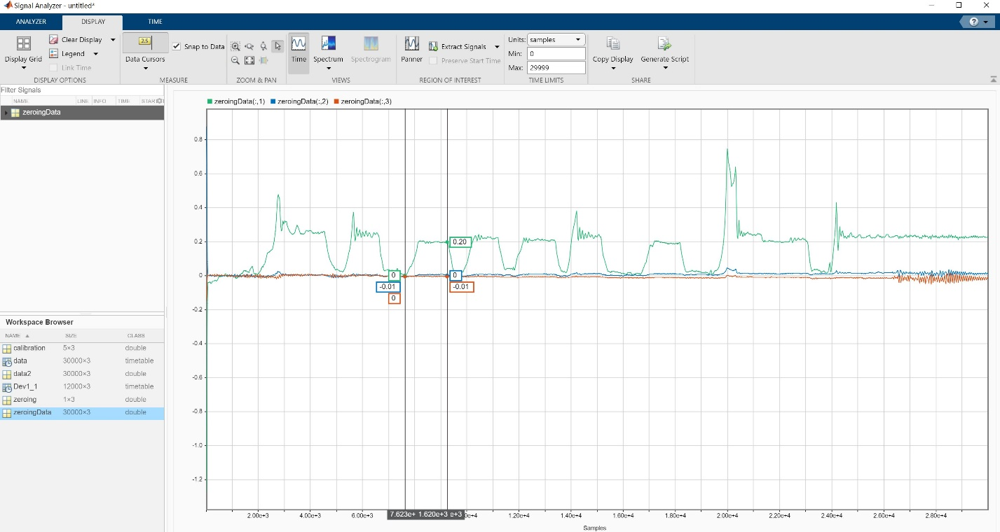 Signal Analyzer - untitled*
ANALYZER DISPLAY TIME
Display Grid
Clear Display
Legend
Link Time
DISPLAY OPTIONS
2.5
Data Cursors
Snap to Data
MEASURE
ZOOM & PAN
Time
Spectrum
Spectrogram
VIEWS
Panner
Extract Signals
Preserve Start Time
REGION OF INTEREST
Units: samples
Min: 0
Max: 29999
TIME LIMITS
Copy Display
Generate Script
SHARE
Filter Signals
NAME LINE INFO TIME STAR
zeroingData
Workspace Browser
NAME SIZE CLASS
calibration 5×3 double
data 30000×3 timetable
data2 30000×3 double
Dev1_1 12000×3 timetable
zeroing 1×3 double
zeroingData 30000×3 double
zeroingData(:,1) zeroingData(:,2) zeroingData(:,3)
0.8
0.6
0.4
0.2
0
-0.2
-0.4
-0.6
-0.8
-1.0
-1.2
0.20
0 0
-0.01 -0.01
0
2.00e+3 4.00e+3 6.00e+3 7.623e+ 1.620e+3 e+3 0e+4 1.20e+4 1.40e+4 1.60e+4 1.80e+4 2.00e+4 2.20e+4 2.40e+4 2.60e+4 2.80e+4
Samples